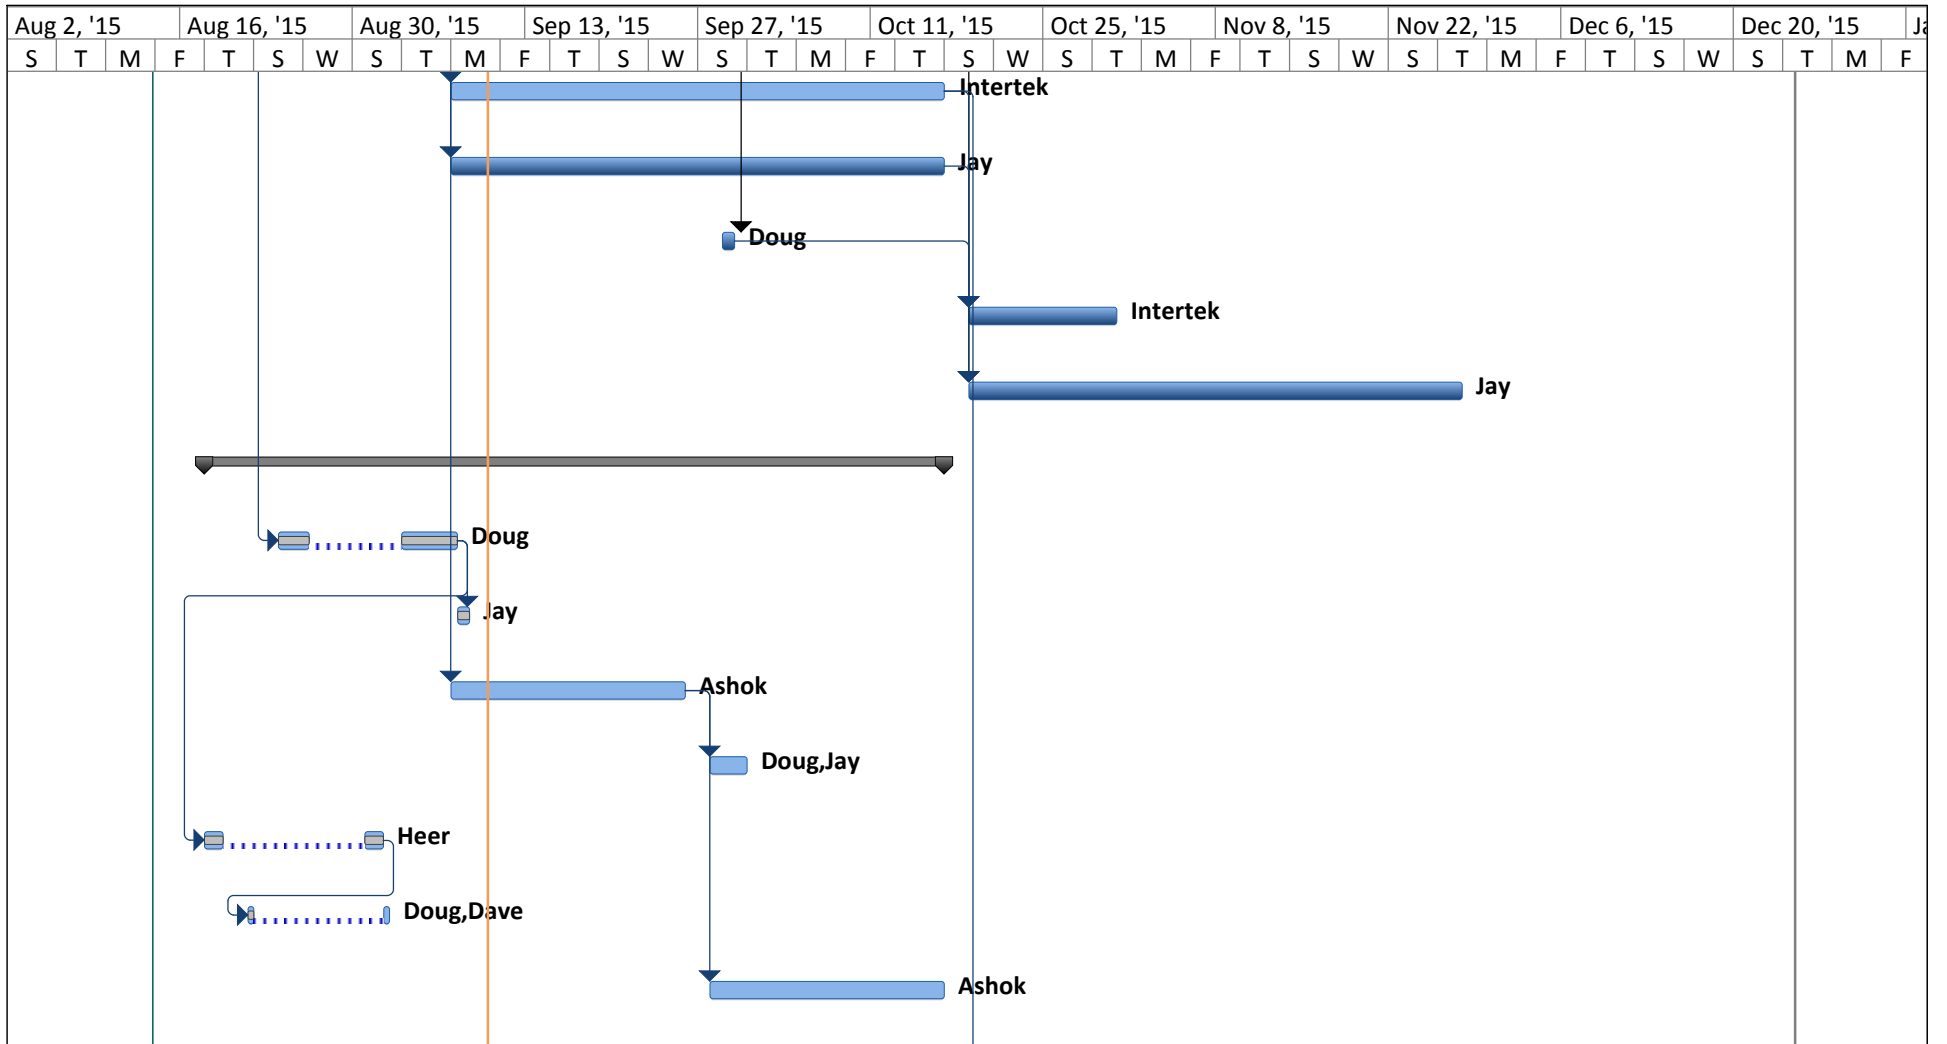 Aug 2, '15 Aug 16, '15 Aug 30, '15 Sep 13, '15 Sep 27, '15 Oct 11, '15 Oct 25, '15 Nov 8, '15 Nov 22, '15 Dec 6, '15 Dec 20, '15
S T M F T S W S T M F T S W S T M F T S W S T M F T S W S T M F T S W S T M F
Intertek
Jay
Doug
Intertek
Jay
Doug
Jay
Ashok
Doug,Jay
Heer
Doug,Dave
Ashok